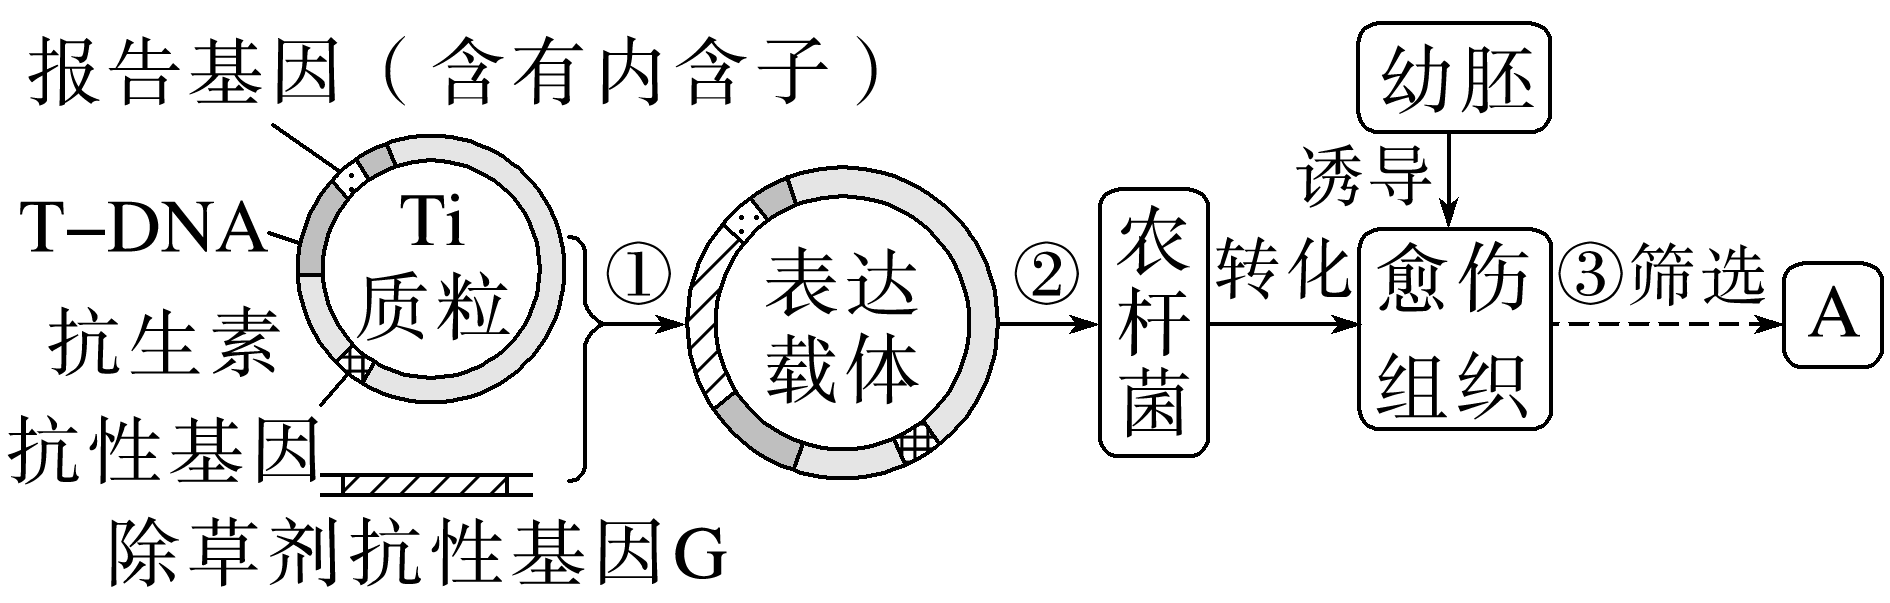 报告基因（含有内含子）
T-DNA
Ti
质粒
抗生素
抗性基因
除草剂抗性基因G
①
表达
载体
②
农
杆
菌
转化
幼胚
诱导
愈伤
组织
③筛选
A